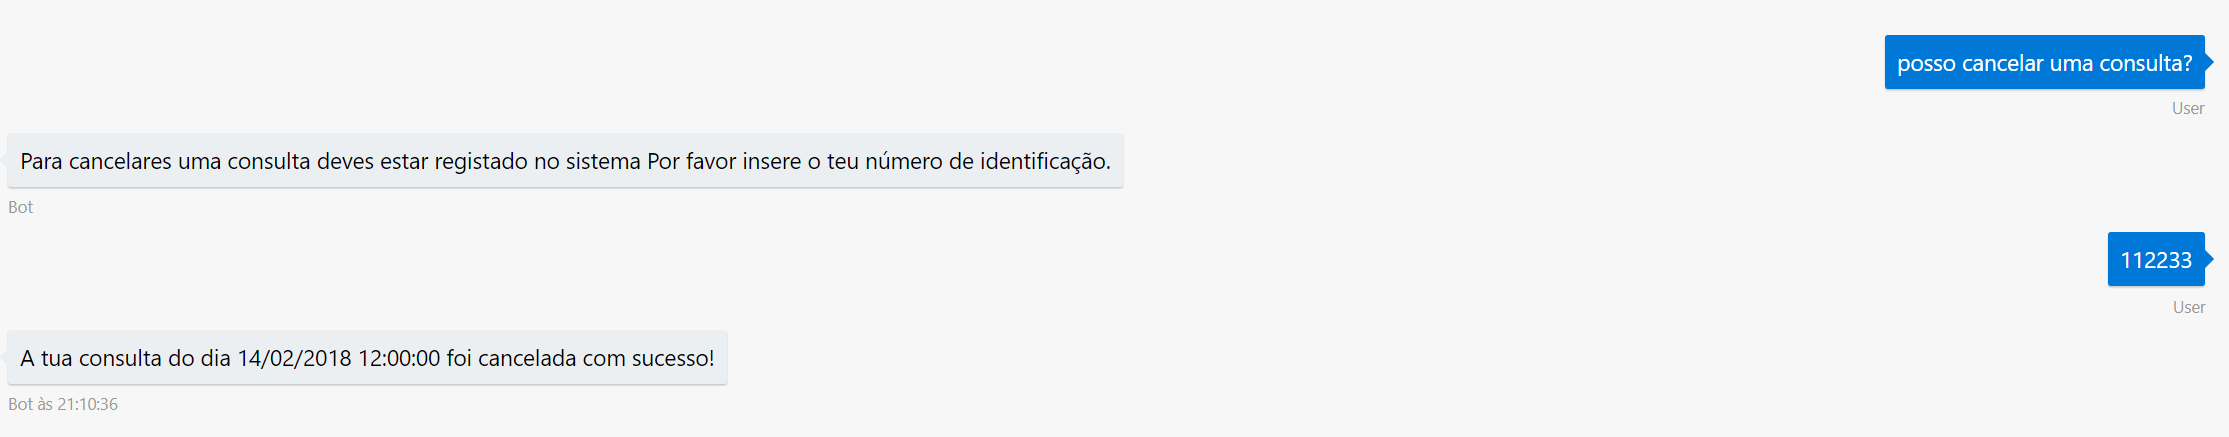 posso cancelar uma consulta?
User
Para cancelares uma consulta deves estar registado no sistema Por favor insere o teu número de identificação.
Bot
112233
User
A tua consulta do dia 14/02/2018 12:00:00 foi cancelada com sucesso!
Bot às 21:10:36